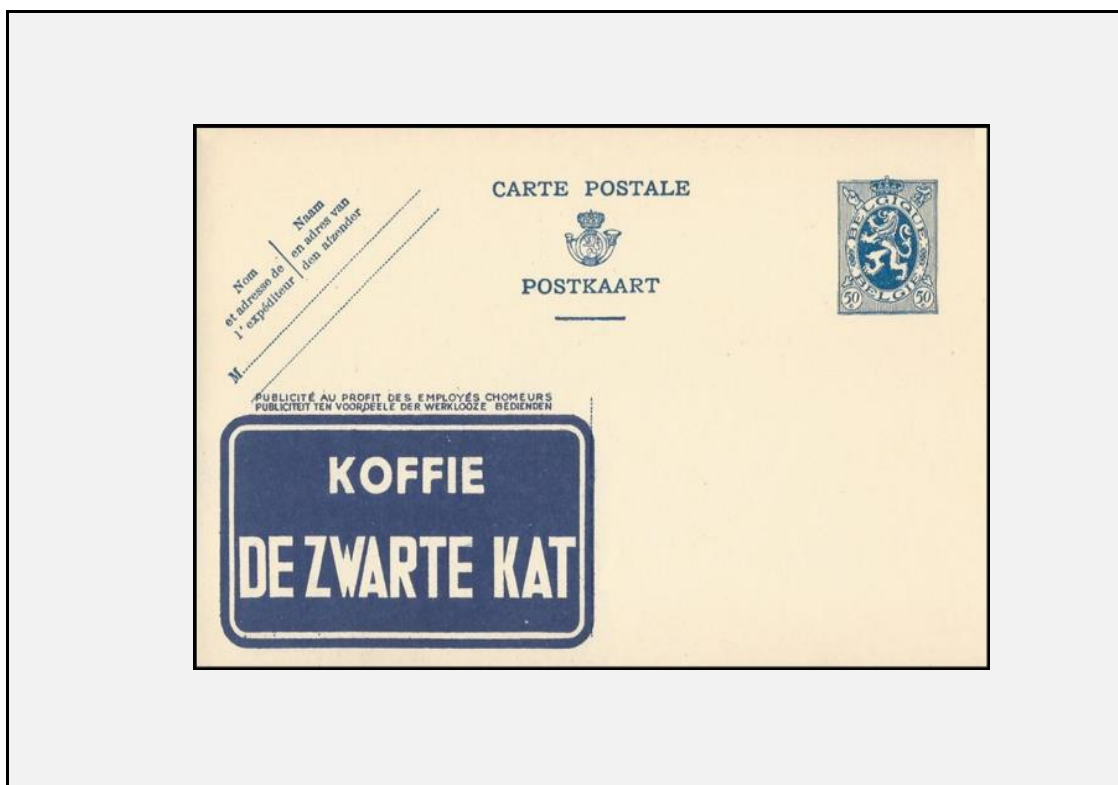 CARTE POSTALE
POSTKAART
BELGIQUE
BELGIE
50 50
Nom
et adresse de
l'expéditeur
Naam
en adres van
den afzender
M
PUBLICITÉ AU PROFIT DES EMPLOYÉS CHOMEURS
PUBLICITEIT TEN VOORDEELE DER WERKLOOZE BEDIENDEN
KOFFIE
DE ZWARTE KAT